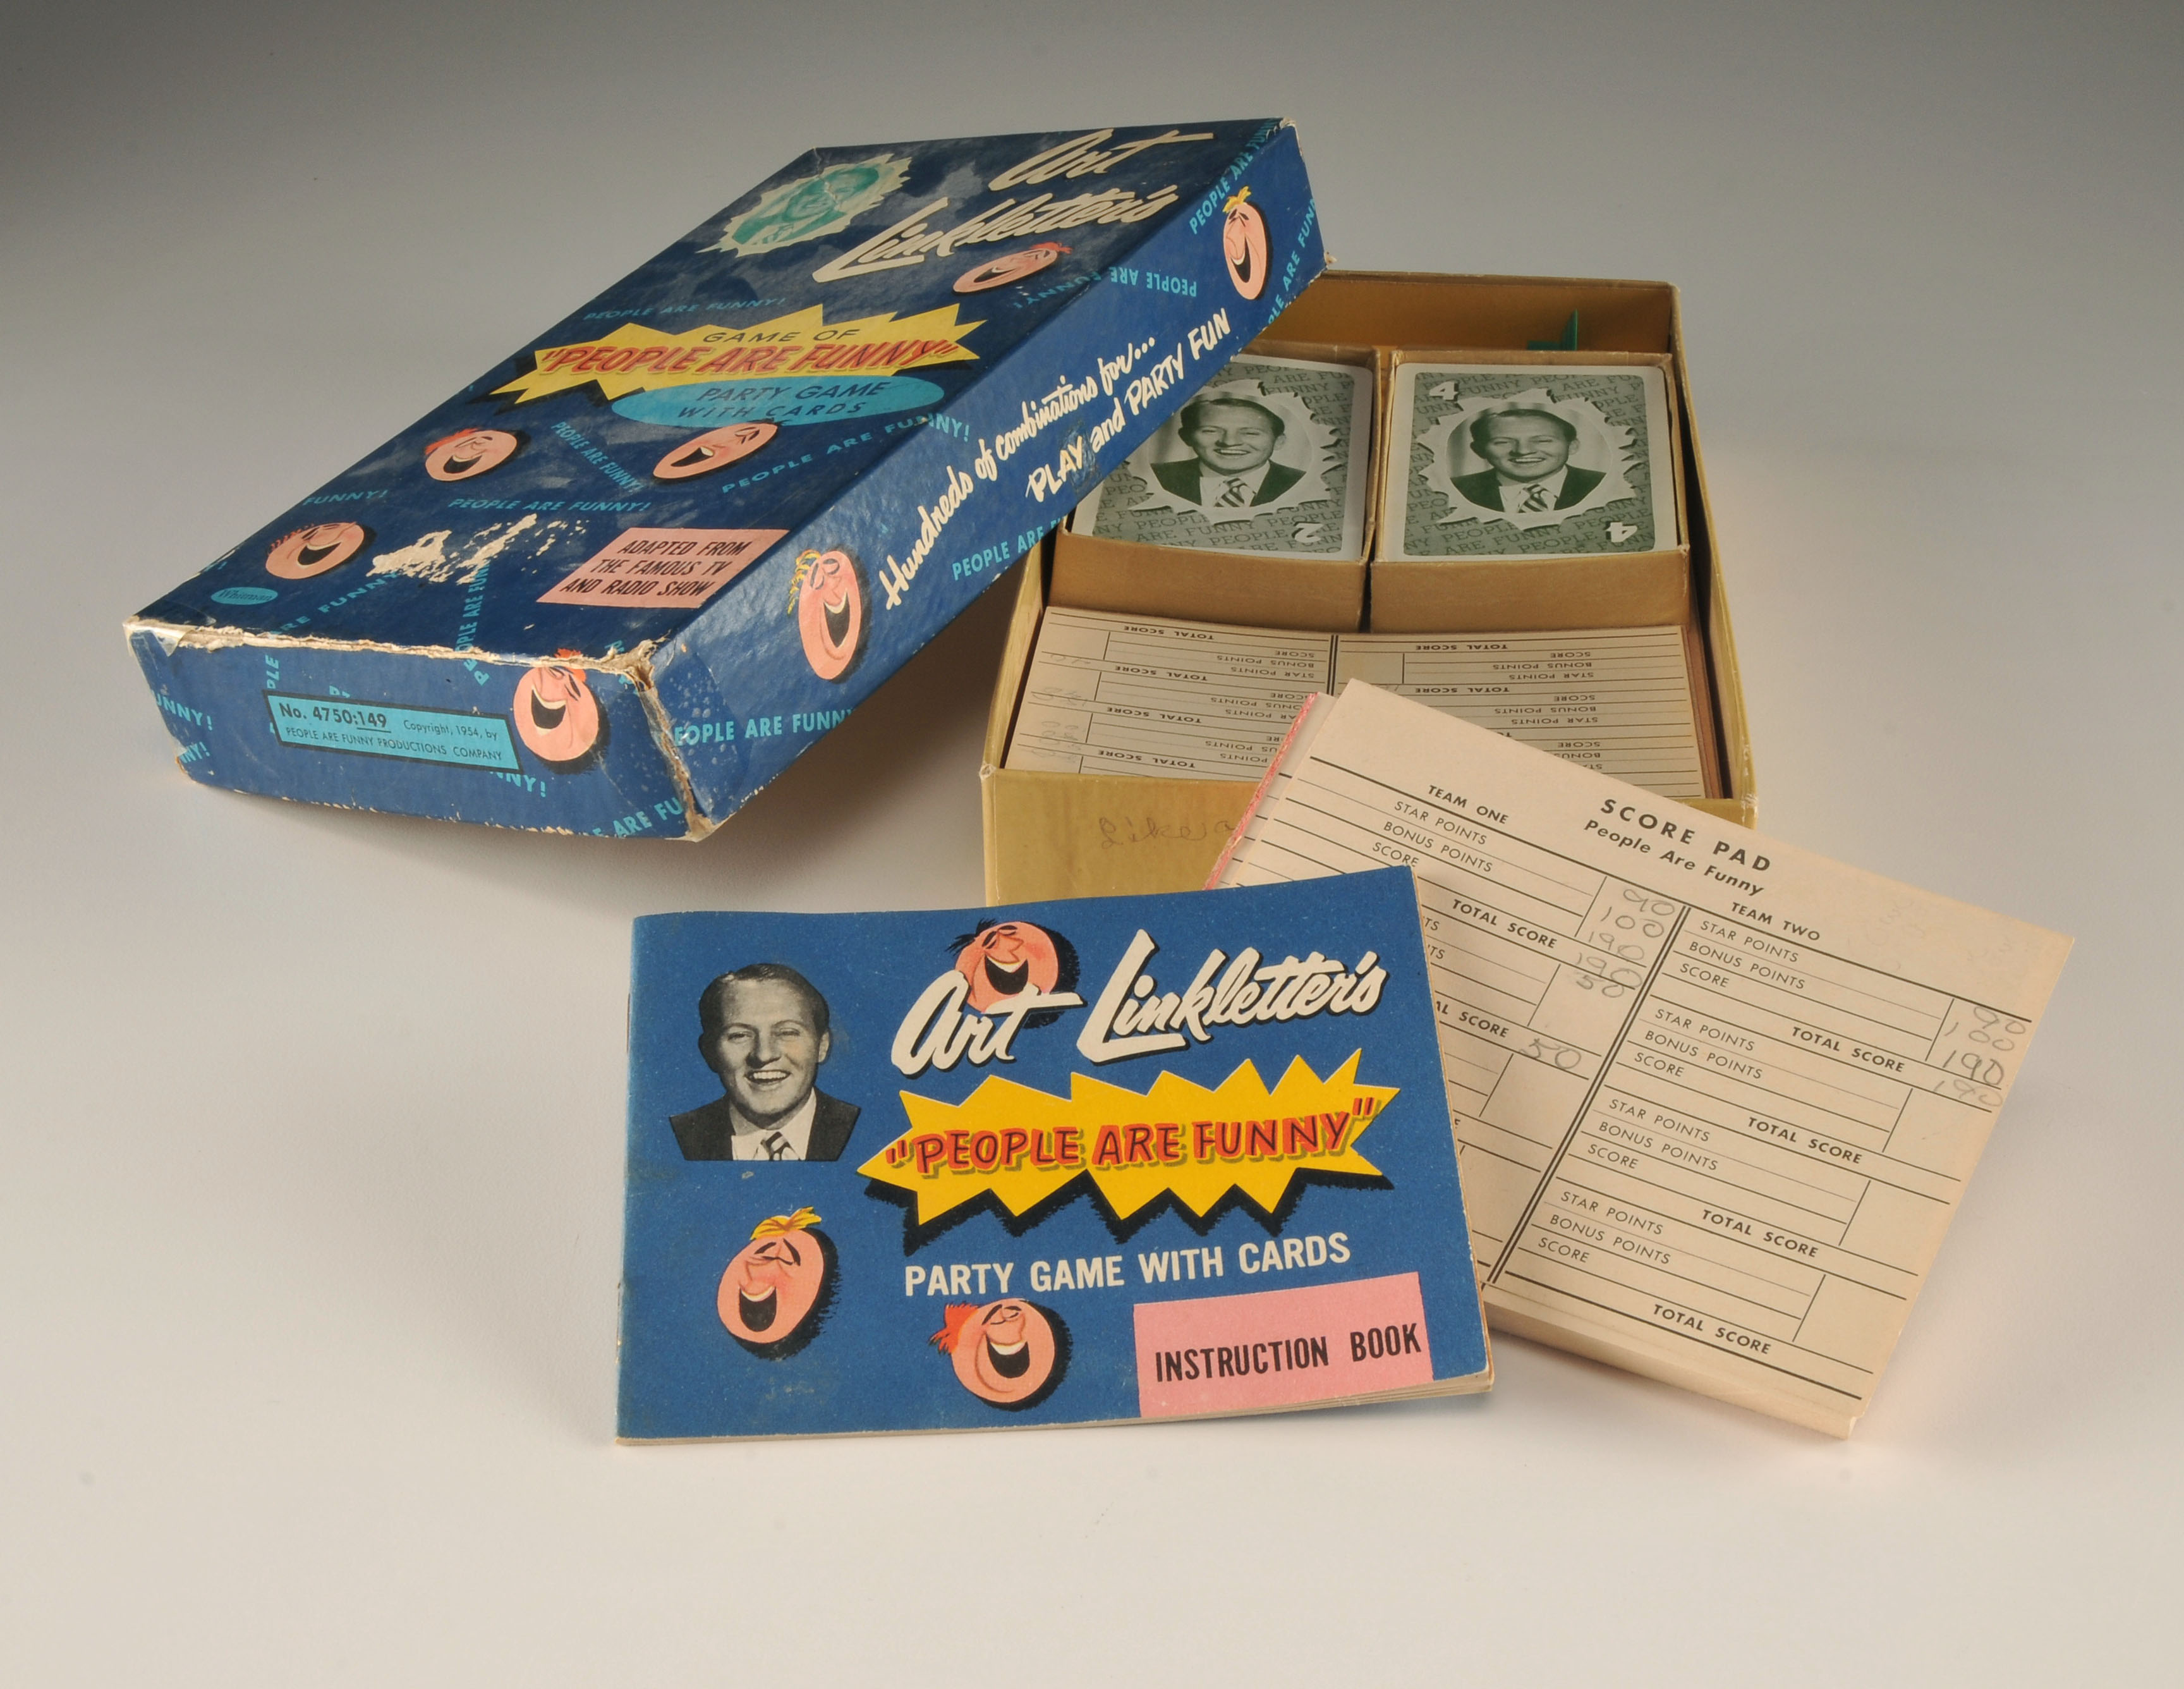 Art
Linkletter's
PEOPLE ARE FUNNY!
GAME OF
"PEOPLE ARE FUNNY"
PARTY GAME
WITH CARDS
PEOPLE ARE FUNNY!
PEOPLE ARE FUNNY!
FUNNY!
PEOPLE ARE FUNNY!
ADAPTED FROM
THE FAMOUS TV
AND RADIO SHOW
Whitman
Hundreds of combinations for...
PLAY and PARTY FUN
PEOPLE ARE
PEOPLE ARE FUNNY
No. 4750:149 Copyright, 1954, by
PEOPLE ARE FUNNY PRODUCTIONS COMPANY
2
4
4
TOTAL SCORE
TOTAL SCORE
SCORE
BONUS POINTS
STAR POINTS
SCORE PAD
People Are Funny
TEAM ONE
STAR POINTS
BONUS POINTS
SCORE
TOTAL SCORE
90
100
190
190
50
50
TEAM TWO
STAR POINTS
BONUS POINTS
SCORE
TOTAL SCORE
90
100
190
190
STAR POINTS
BONUS POINTS
SCORE
TOTAL SCORE
STAR POINTS
BONUS POINTS
SCORE
TOTAL SCORE
STAR POINTS
BONUS POINTS
SCORE
TOTAL SCORE
Art Linkletter's
"PEOPLE ARE FUNNY"
PARTY GAME WITH CARDS
INSTRUCTION BOOK